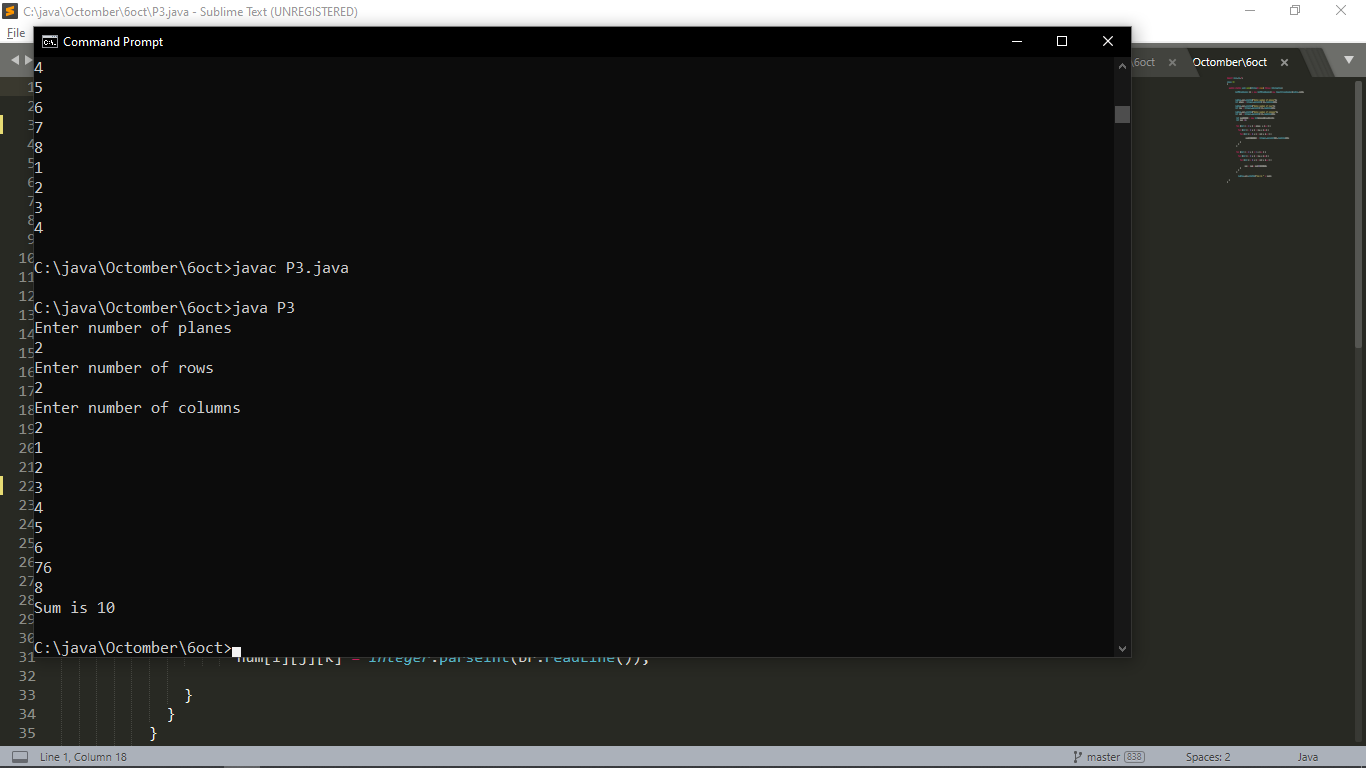 C:\java\Octomber\6oct\P3.java - Sublime Text (UNREGISTERED)
File
Command Prompt
\6oct
Octomber\6oct
4
5
6
7
8
1
2
3
4
C:\java\Octomber\6oct>javac P3.java
C:\java\Octomber\6oct>java P3
Enter number of planes
2
Enter number of rows
2
Enter number of columns
2
1
2
3
4
5
6
76
8
Sum is 10
C:\java\Octomber\6oct>
31 num[i][j][k] = Integer.parseInt(br.readLine());
32
33 }
34 }
35 }
Line 1, Column 18
master 838
Spaces: 2
Java